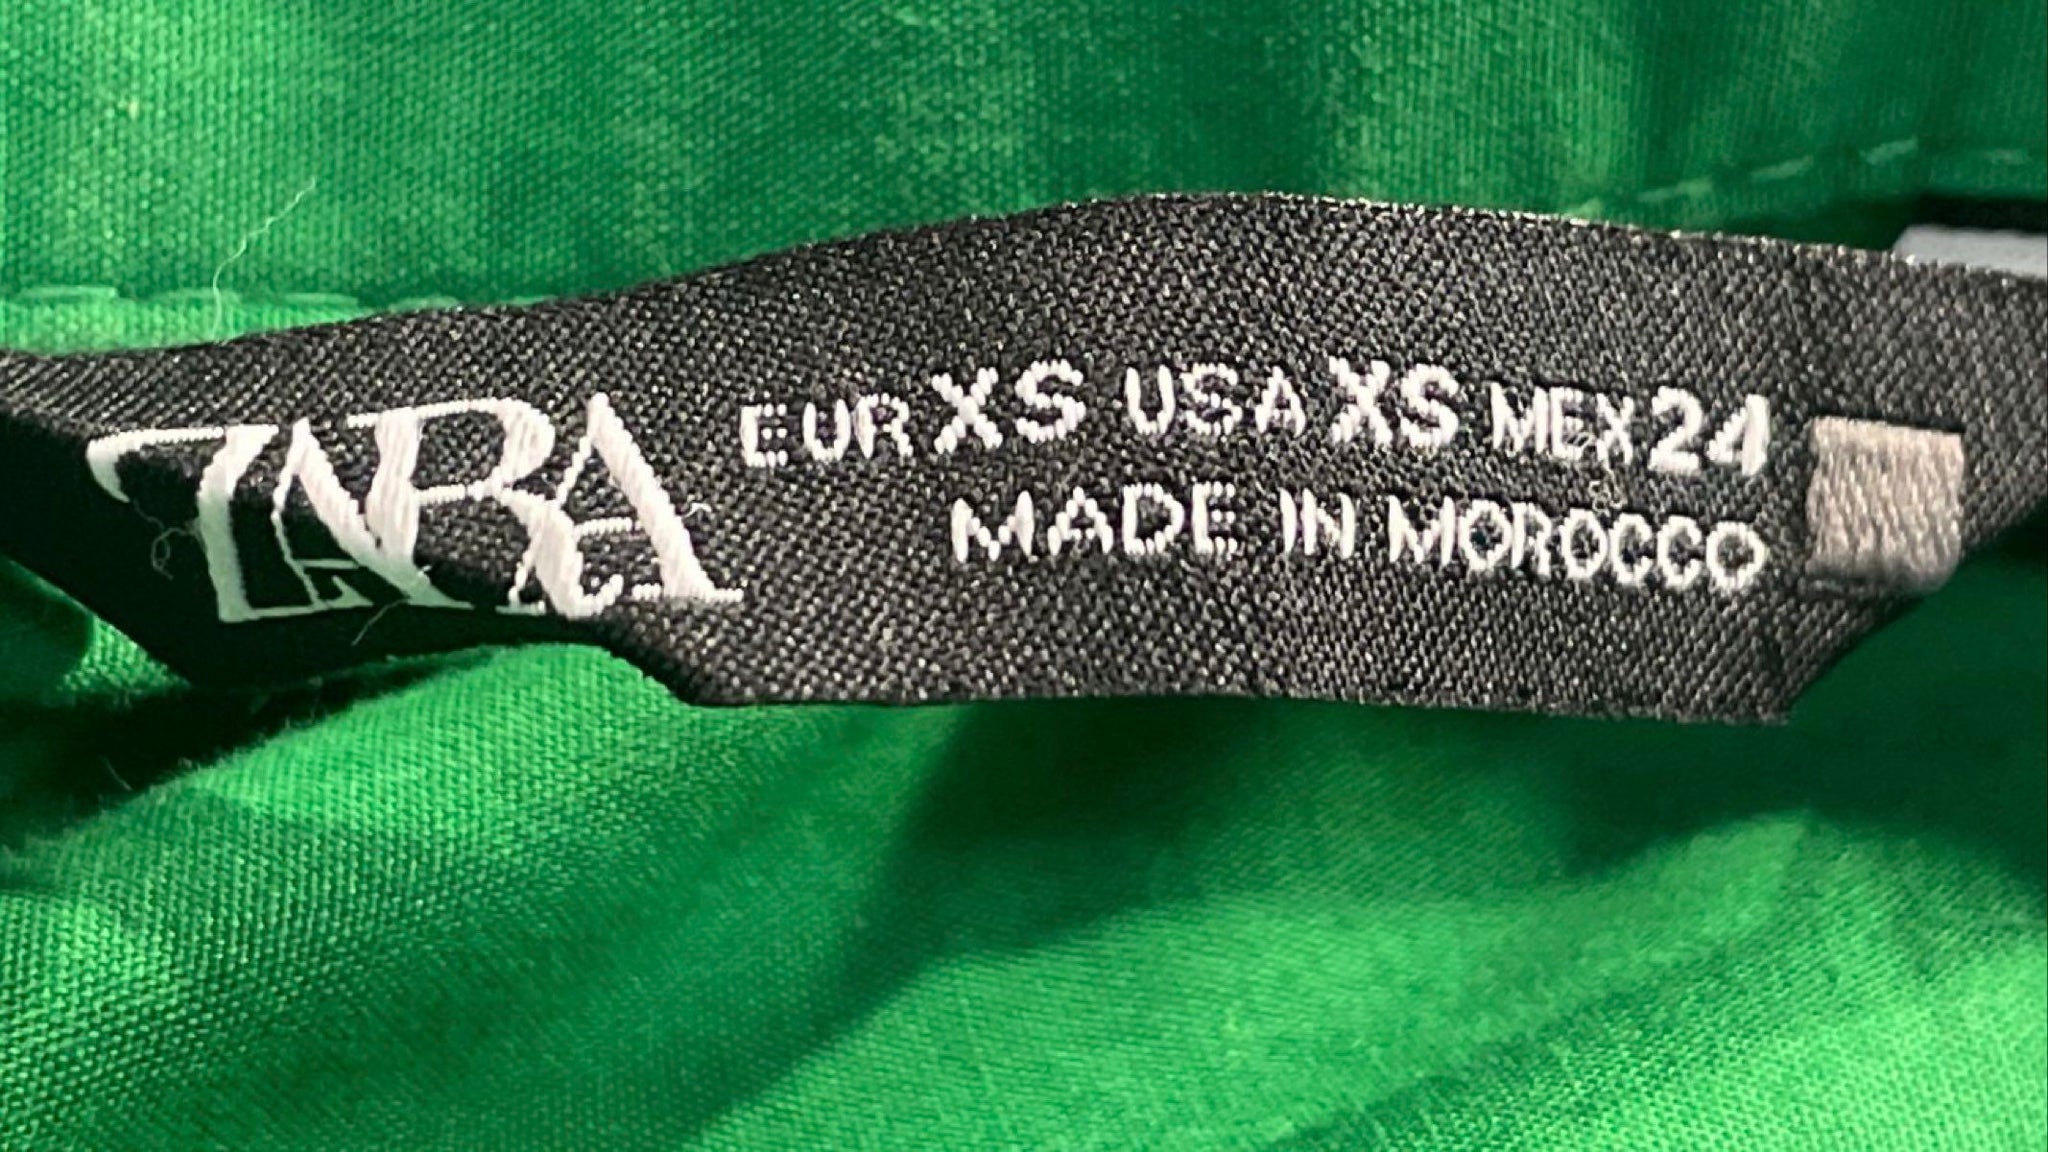 ZARA
EUR XS USA XS MEX 24
MADE IN MOROCCO